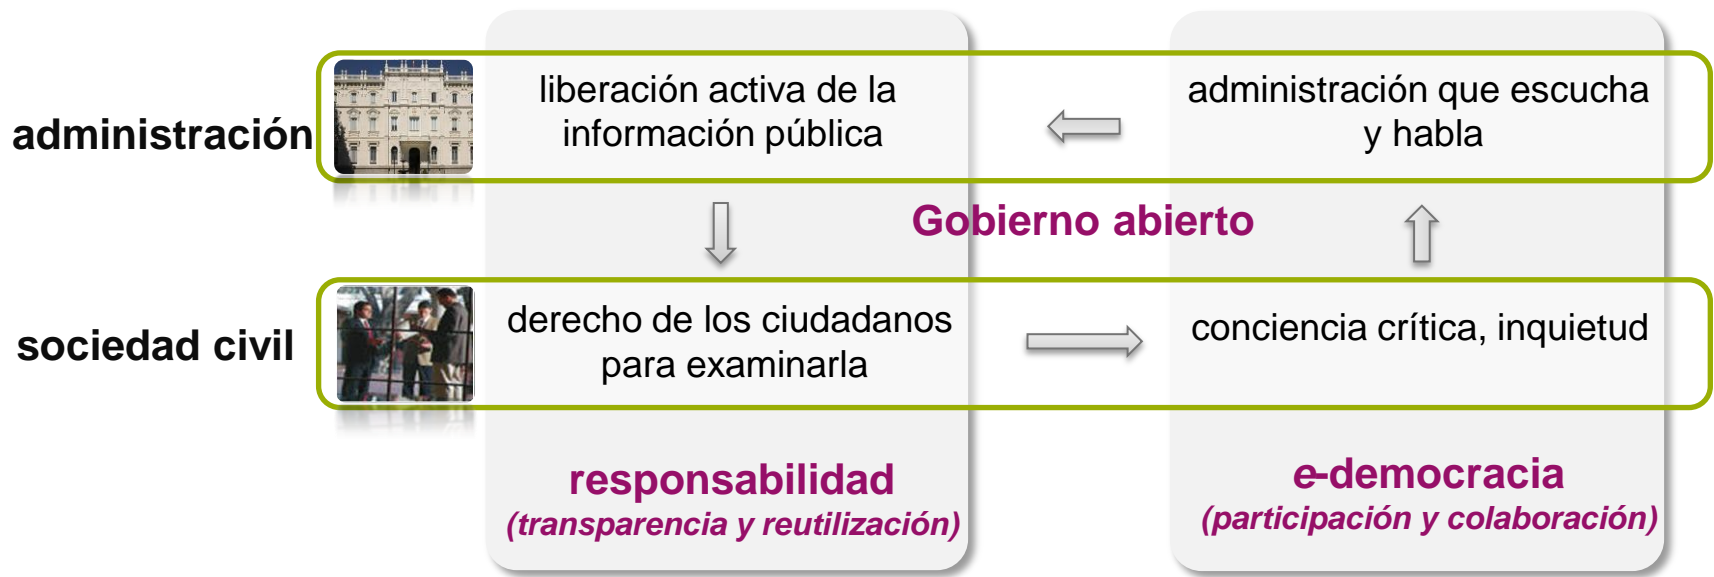 administración
liberación activa de la
información pública
administración que escucha
y habla
Gobierno abierto
sociedad civil
derecho de los ciudadanos
para examinarla
conciencia crítica, inquietud
responsabilidad
(transparencia y reutilización)
e-democracia
(participación y colaboración)